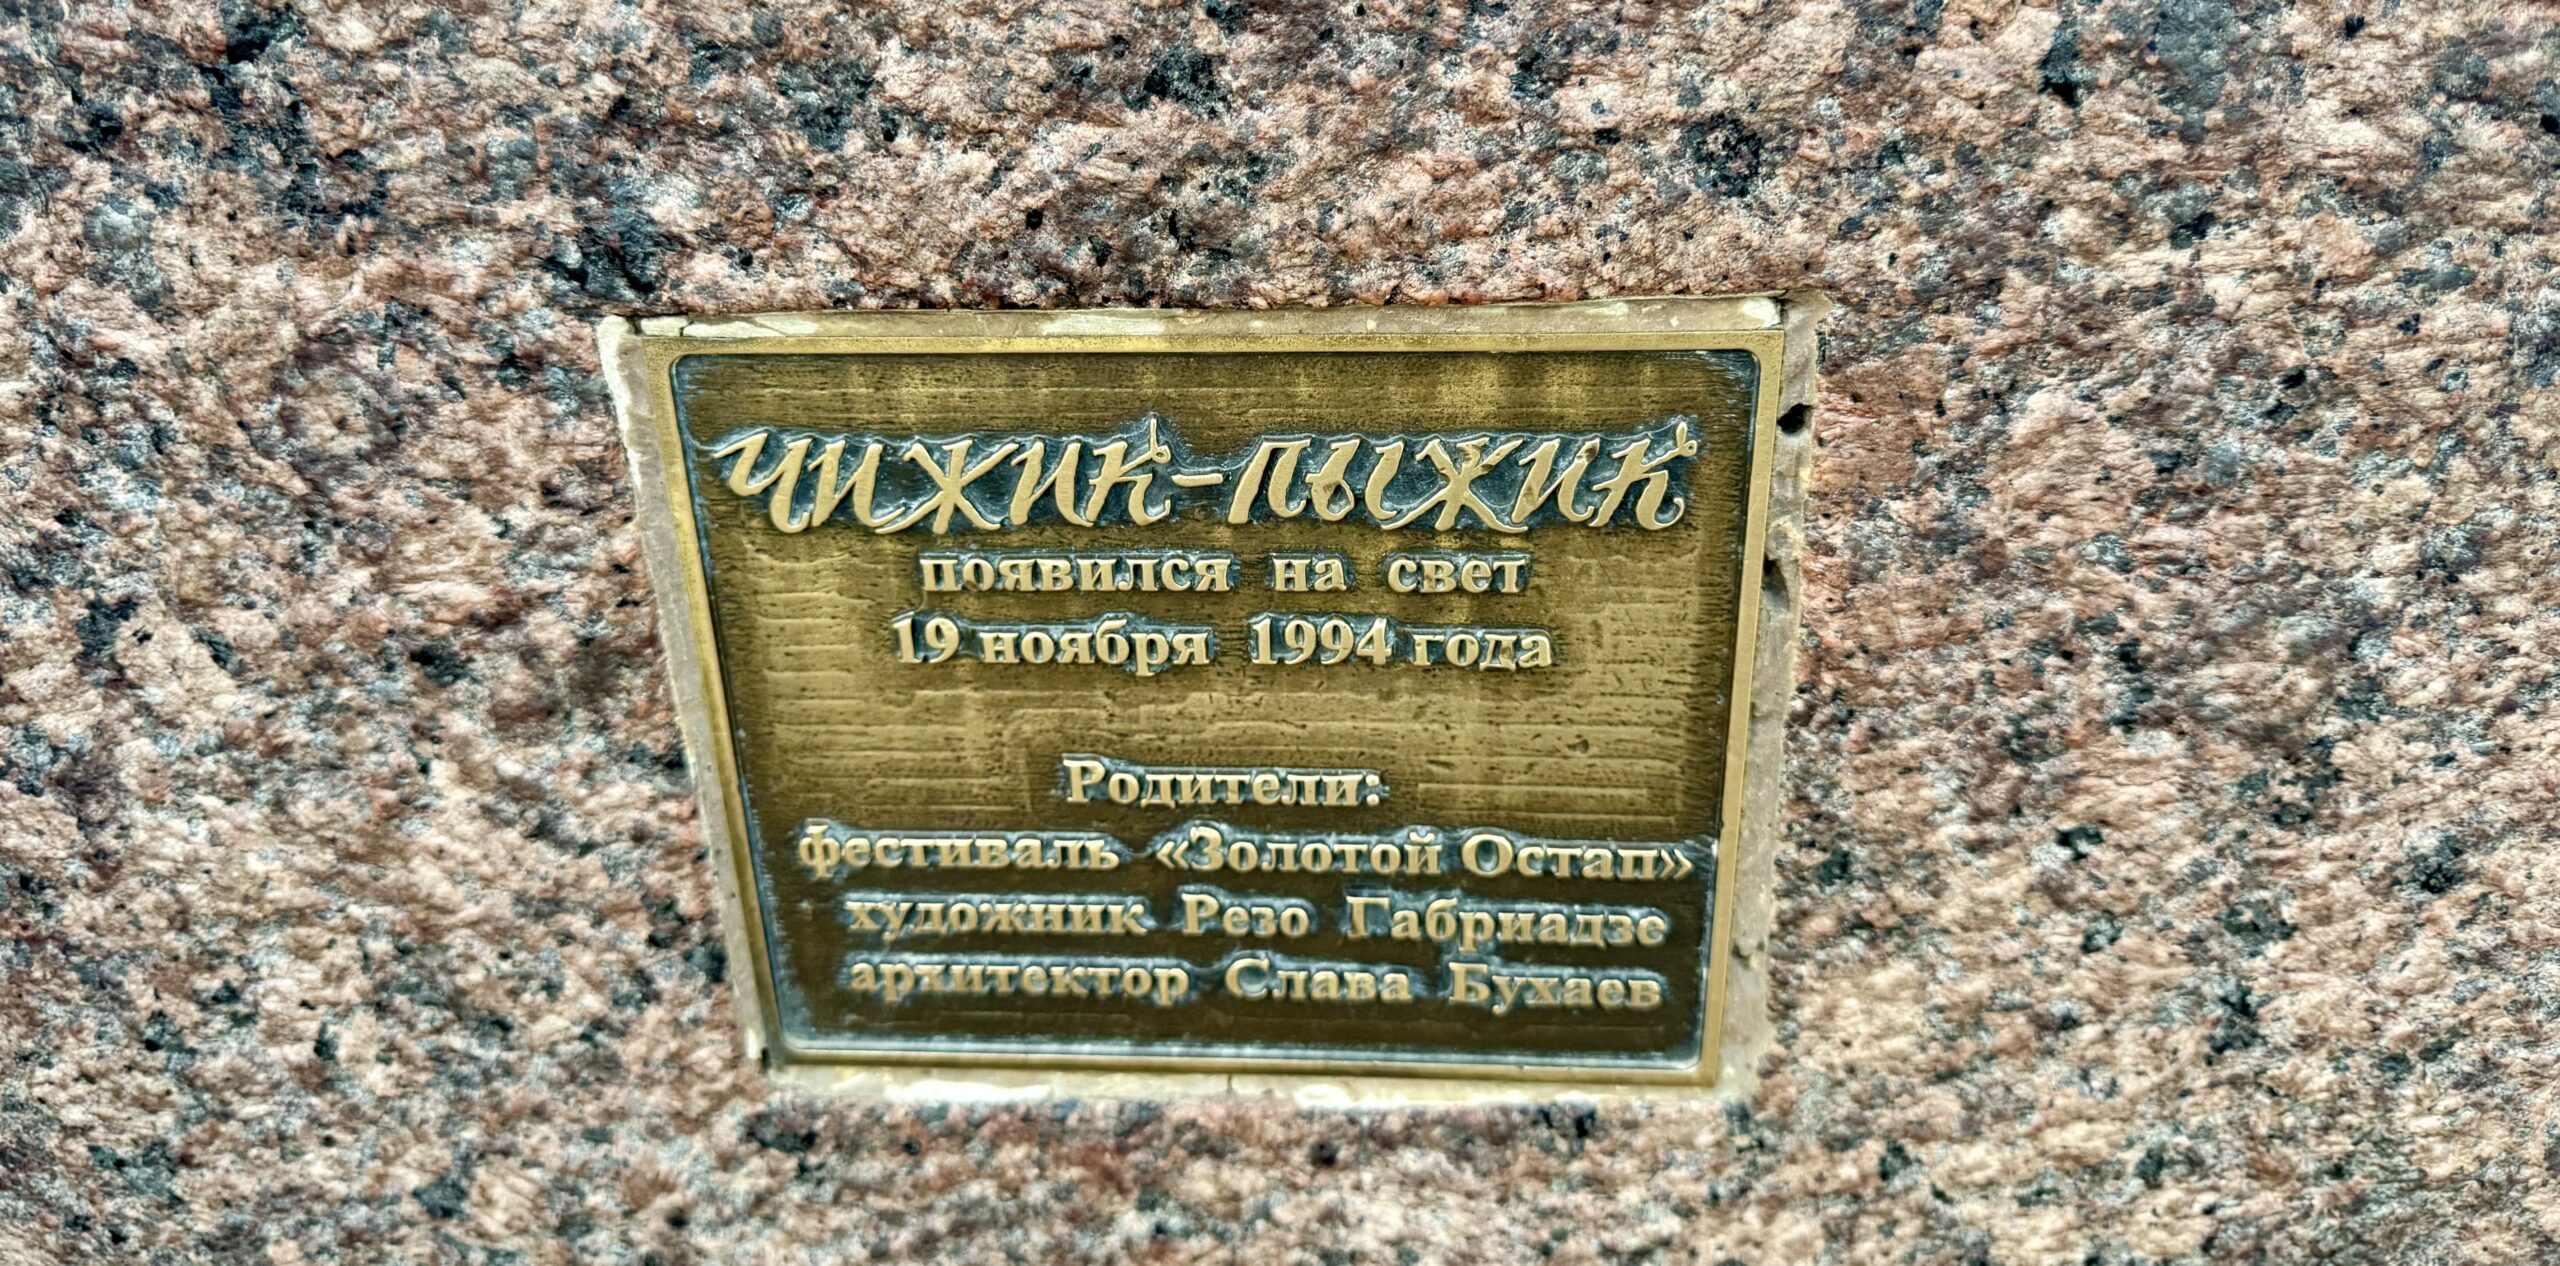 Чижик-Пыжик
появился на свет
19 ноября 1994 года
Родители:
фестиваль «Золотой Остап»
художник Резо Габриадзе
архитектор Слава Бухаев